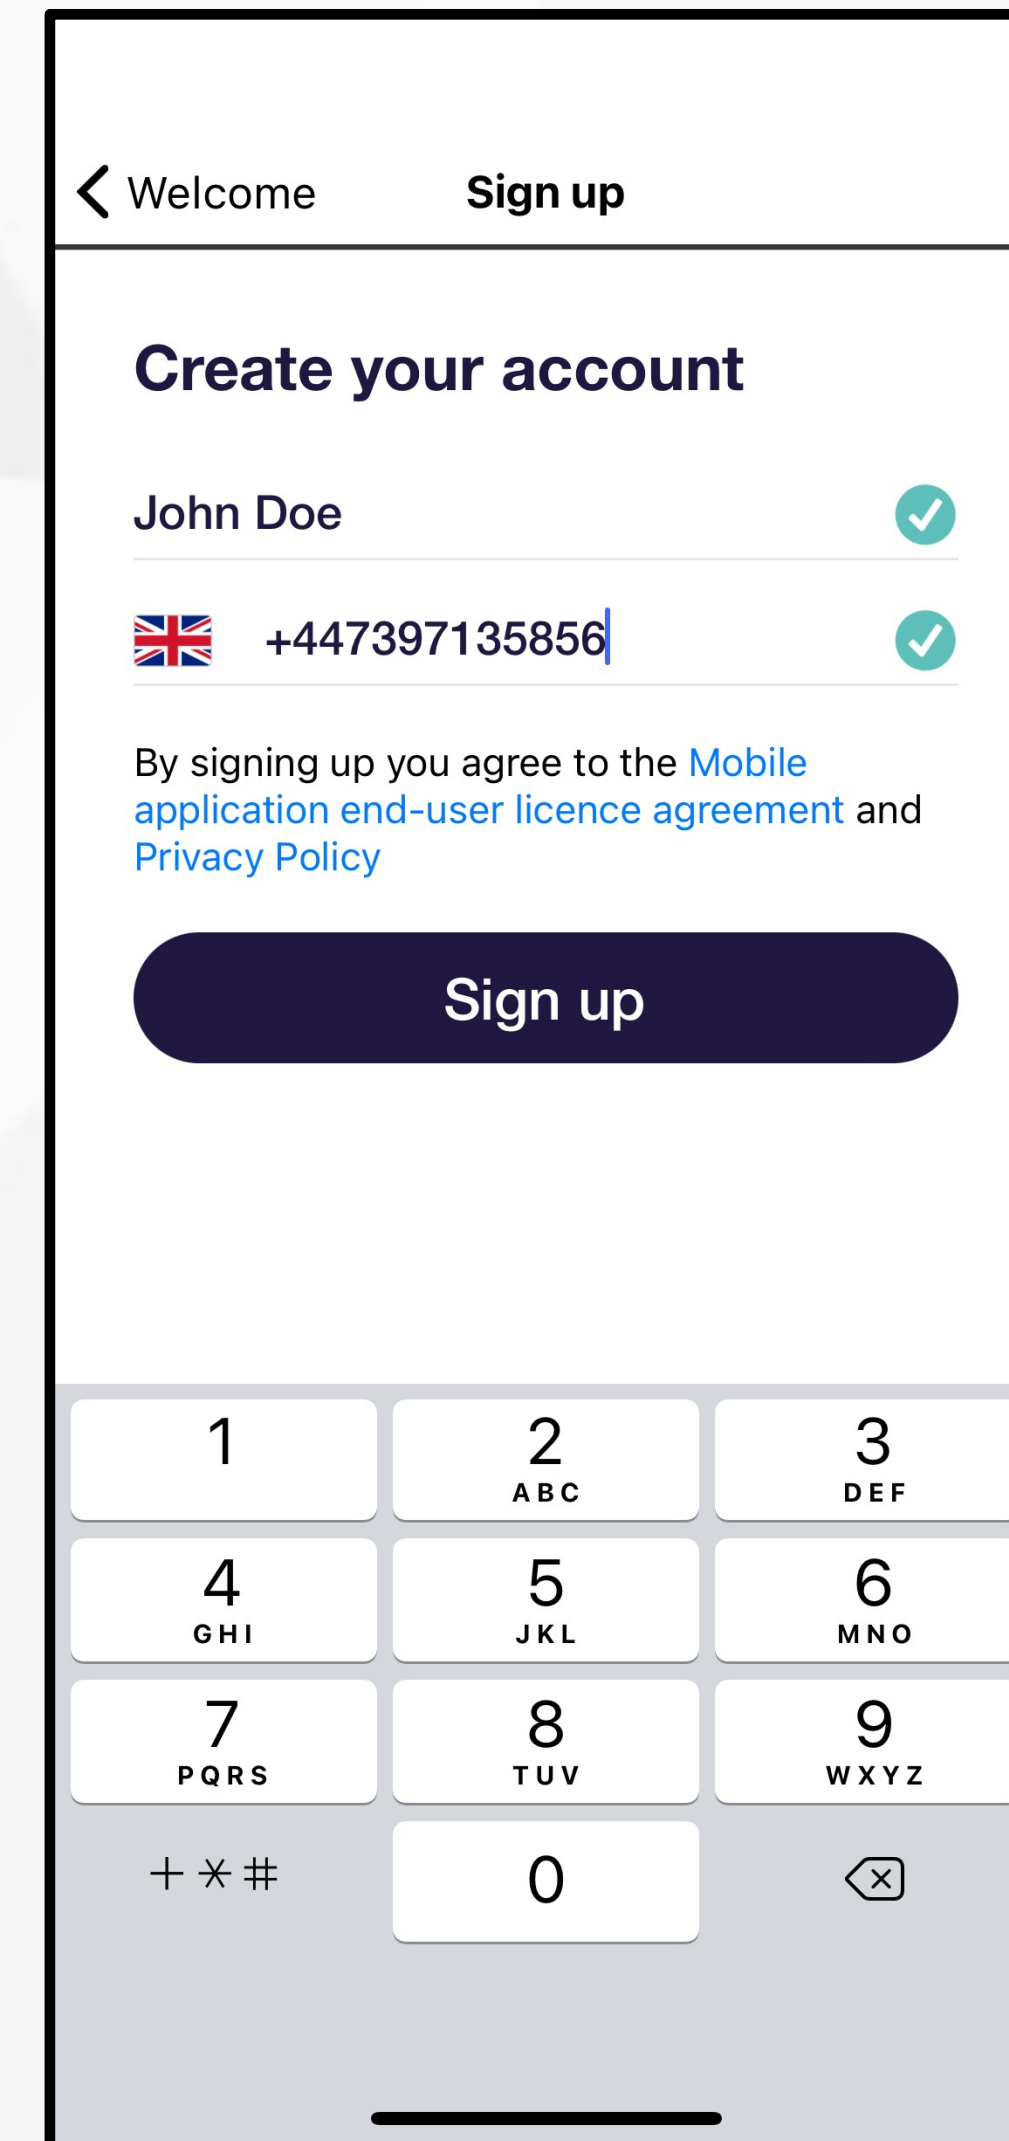 Welcome
Sign up
Create your account
John Doe
+447397135856
By signing up you agree to the Mobile
application end-user licence agreement and
Privacy Policy
Sign up
1
2
ABC
3
DEF
4
GHI
5
JKL
6
MNO
7
PQRS
8
TUV
9
WXYZ
+*#
0